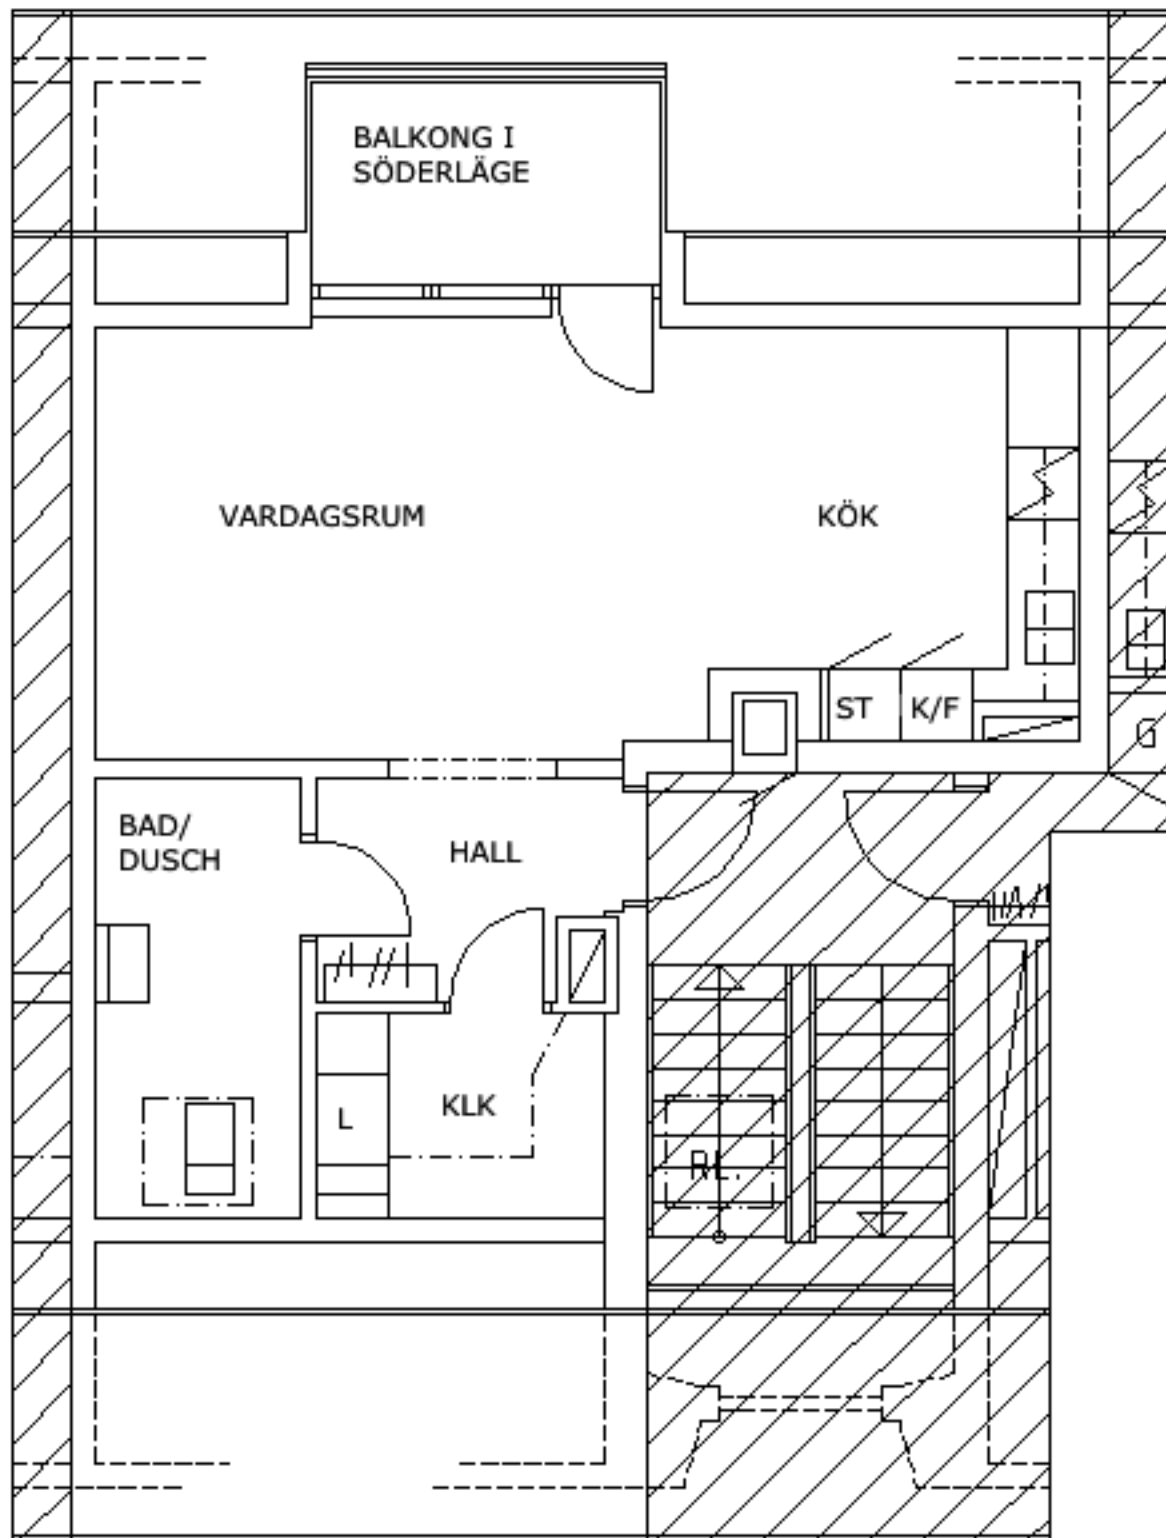 BALKONG I
SÖDERLÄGE
VARDAGSRUM
KÖK
ST
K/F
G
BAD/
DUSCH
HALL
KLK
L
RL.